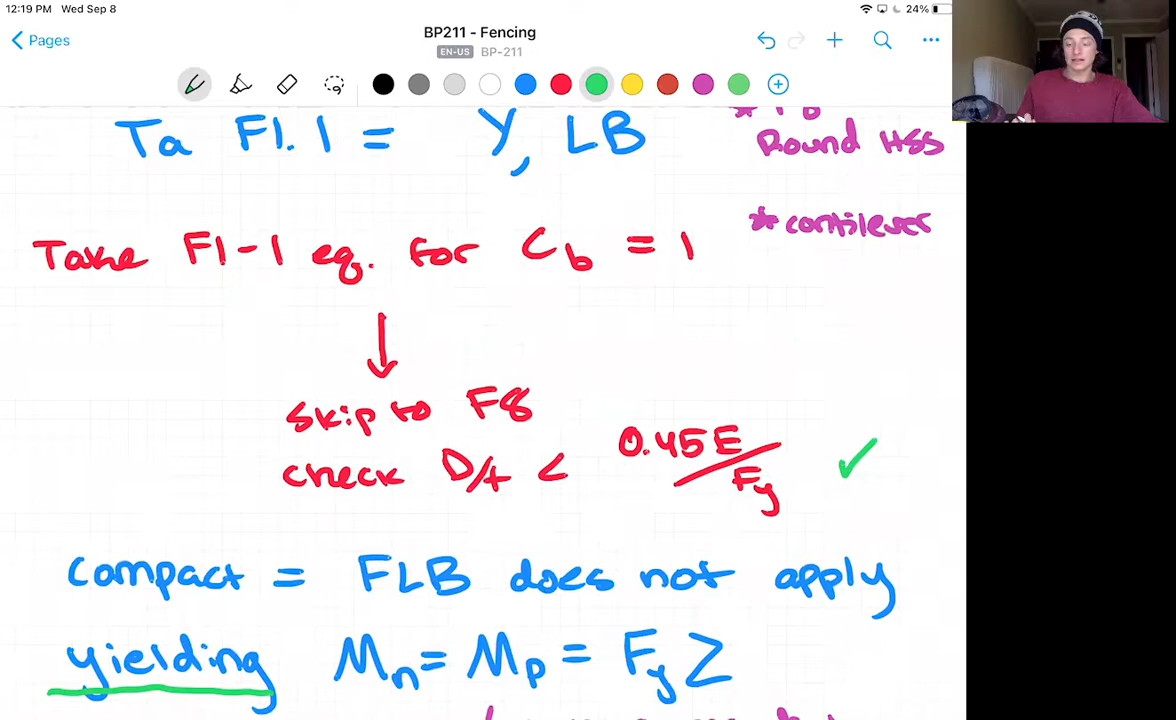 12:19 PM Wed Sep 8
24%
Pages
BP211 - Fencing
EN-US BP-211
Ta F1.1 = Y, LB
Round HSS
*cantilever
Take F1-1 eq. for Cb = 1
skip to F8
check D/t < 0.45E/Fy ✓
compact = FLB does not apply
yielding Mn = Mp = FyZ